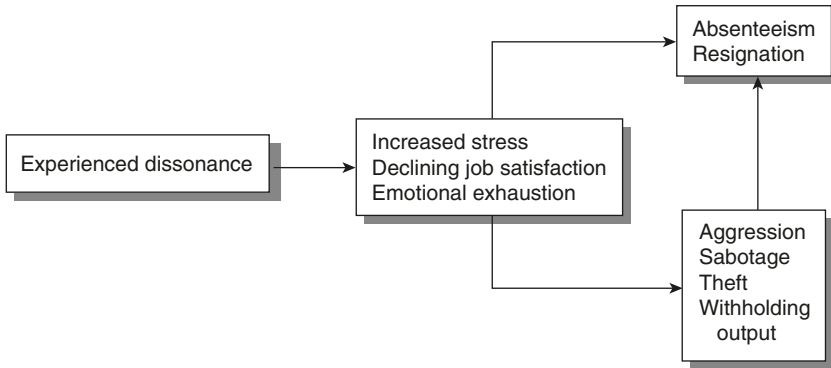 Experienced dissonance
Increased stress
Declining job satisfaction
Emotional exhaustion
Absenteeism
Resignation
Aggression
Sabotage
Theft
Withholding
output